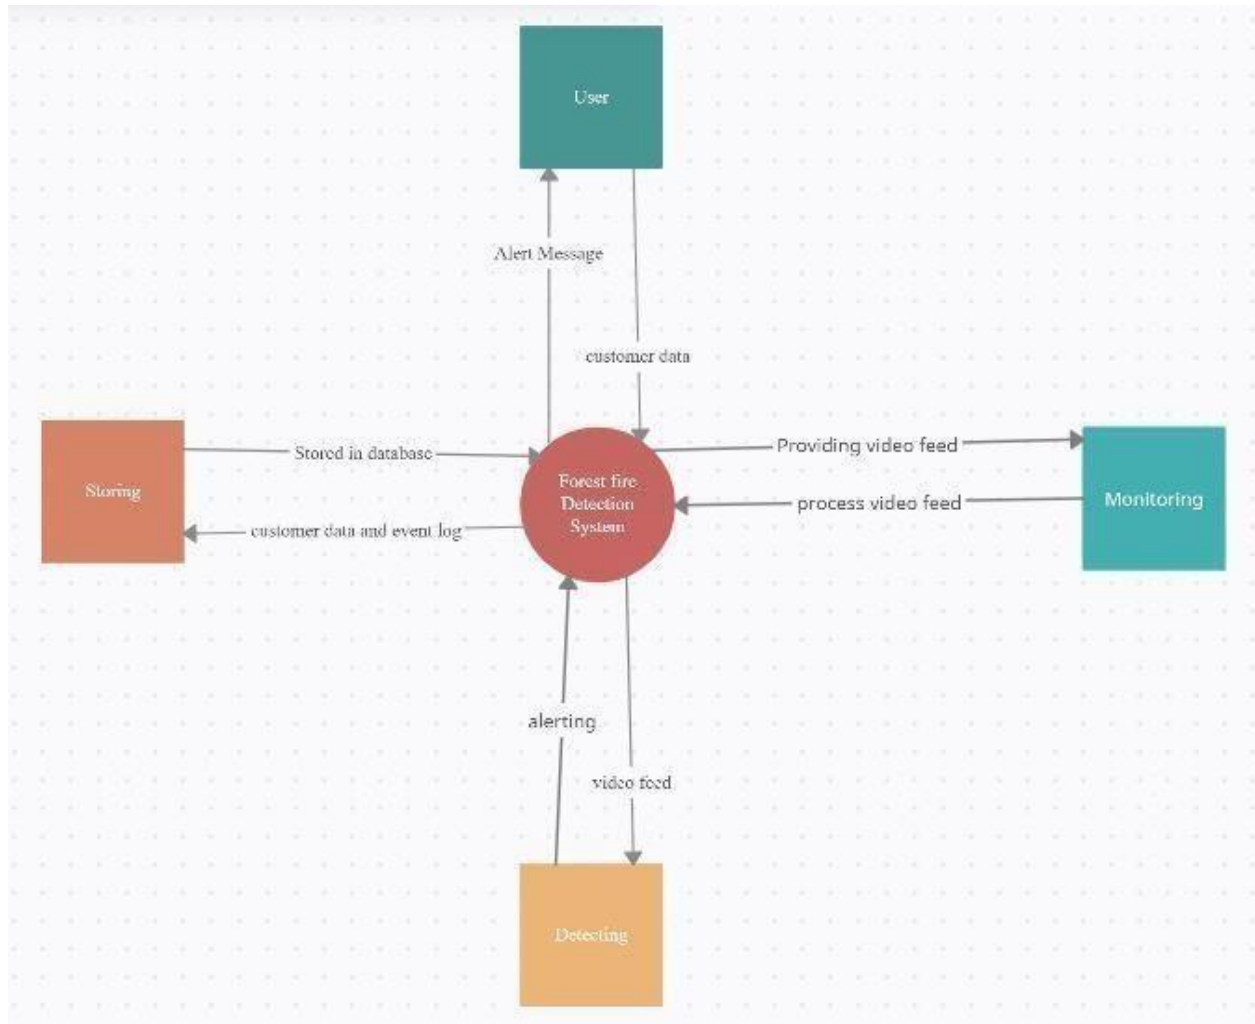 User
Alert Message
customer data
Stored in database
Providing video feed
Forest fire
Detection
System
Storing
Monitoring
process video feed
customer data and event log
alerting
video feed
Detecting